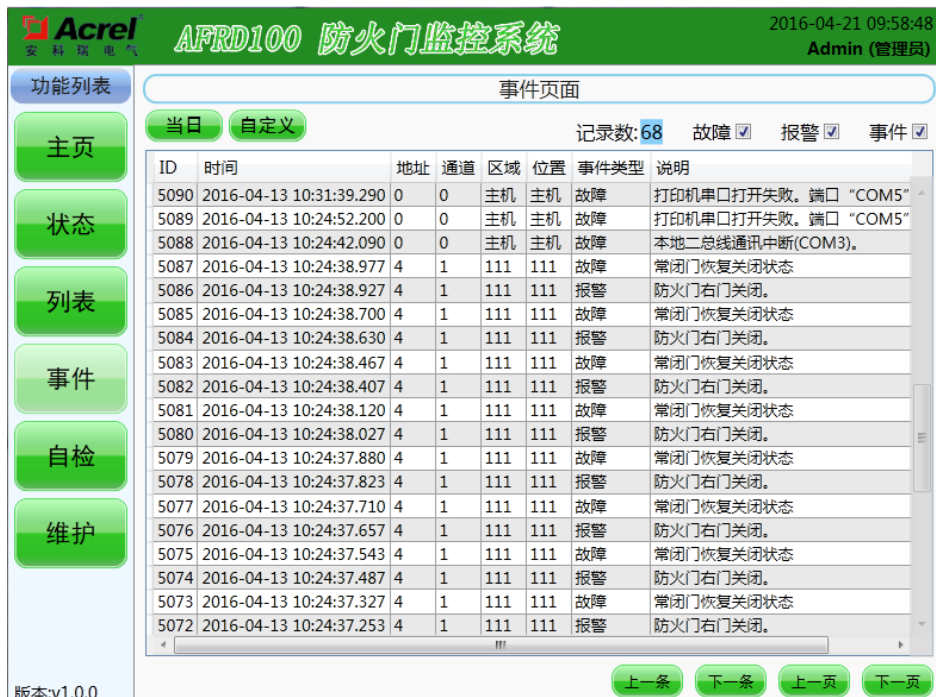 Acrel
安科瑞电气
AFRD100 防火门监控系统
2016-04-21 09:58:48
Admin (管理员)
功能列表
主页
状态
列表
事件
自检
维护
版本:v1.0.0
事件页面
当日 自定义 记录数:68 故障 报警 事件
ID 时间 地址 通道 区域 位置 事件类型 说明
5090 2016-04-13 10:31:39.290 0 0 主机 主机 故障 打印机串口打开失败。端口“COM5”
5089 2016-04-13 10:24:52.200 0 0 主机 主机 故障 打印机串口打开失败。端口“COM5”
5088 2016-04-13 10:24:42.090 0 0 主机 主机 故障 本地二总线通讯中断(COM3)。
5087 2016-04-13 10:24:38.977 4 1 111 111 故障 常闭门恢复关闭状态
5086 2016-04-13 10:24:38.927 4 1 111 111 报警 防火门右门关闭。
5085 2016-04-13 10:24:38.700 4 1 111 111 故障 常闭门恢复关闭状态
5084 2016-04-13 10:24:38.630 4 1 111 111 报警 防火门右门关闭。
5083 2016-04-13 10:24:38.467 4 1 111 111 故障 常闭门恢复关闭状态
5082 2016-04-13 10:24:38.407 4 1 111 111 报警 防火门右门关闭。
5081 2016-04-13 10:24:38.120 4 1 111 111 故障 常闭门恢复关闭状态
5080 2016-04-13 10:24:38.027 4 1 111 111 报警 防火门右门关闭。
5079 2016-04-13 10:24:37.880 4 1 111 111 故障 常闭门恢复关闭状态
5078 2016-04-13 10:24:37.823 4 1 111 111 报警 防火门右门关闭。
5077 2016-04-13 10:24:37.710 4 1 111 111 故障 常闭门恢复关闭状态
5076 2016-04-13 10:24:37.657 4 1 111 111 报警 防火门右门关闭。
5075 2016-04-13 10:24:37.543 4 1 111 111 故障 常闭门恢复关闭状态
5074 2016-04-13 10:24:37.487 4 1 111 111 报警 防火门右门关闭。
5073 2016-04-13 10:24:37.327 4 1 111 111 故障 常闭门恢复关闭状态
5072 2016-04-13 10:24:37.253 4 1 111 111 报警 防火门右门关闭。
上一条 下一条 上一页 下一页